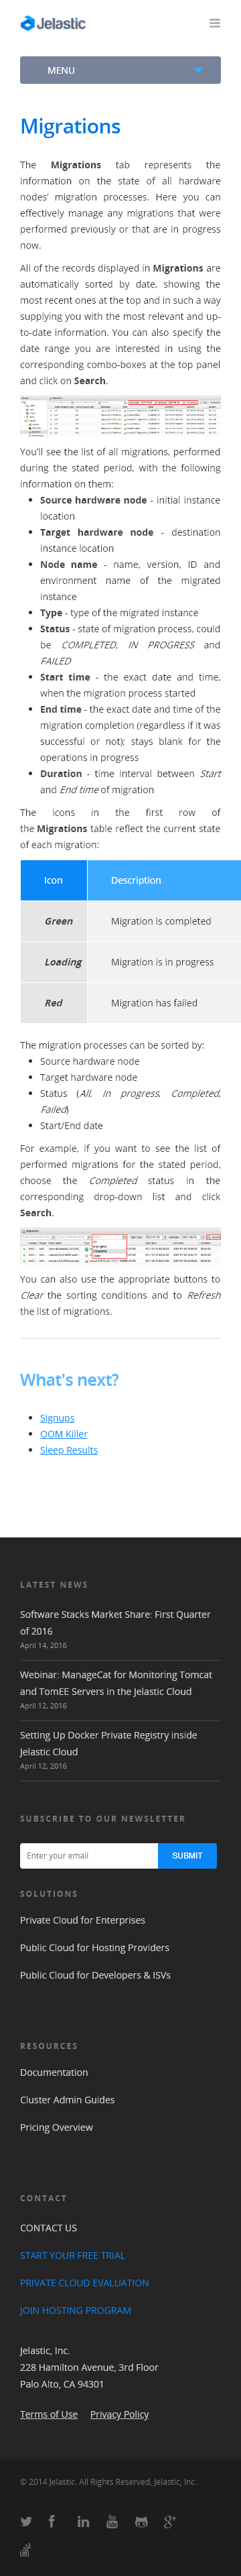 Jelastic
MENU
Migrations
The Migrations tab represents the
information on the state of all hardware
nodes' migration processes. Here you can
effectively manage any migrations that were
performed previously or that are in progress
now.
All of the records displayed in Migrations are
automatically sorted by date, showing the
most recent ones at the top and in such a way
supplying you with the most relevant and up-
to-date information. You can also specify the
date range you are interested in using the
corresponding combo-boxes at the top panel
and click on Search.
You'll see the list of all migrations, performed
during the stated period, with the following
information on them:
Source hardware node - initial instance
location
Target hardware node - destination
instance location
Node name - name, version, ID and
environment name of the migrated
instance
Type - type of the migrated instance
Status - state of migration process, could
be COMPLETED, IN PROGRESS and
FAILED
Start time - the exact date and time,
when the migration process started
End time - the exact date and time of the
migration completion (regardless if it was
successful or not); stays blank for the
operations in progress
Duration - time interval between Start
and End time of migration
The icons in the first row of
the Migrations table reflect the current state
of each migration:
Icon Description
Green Migration is completed
Loading Migration is in progress
Red Migration has failed
The migration processes can be sorted by:
Source hardware node
Target hardware node
Status (All, In progress, Completed,
Failed)
Start/End date
For example, if you want to see the list of
performed migrations for the stated period,
choose the Completed status in the
corresponding drop-down list and click
Search.
You can also use the appropriate buttons to
Clear the sorting conditions and to Refresh
the list of migrations.
What's next?
Signups
OOM Killer
Sleep Results
LATEST NEWS
Software Stacks Market Share: First Quarter
of 2016
April 14, 2016
Webinar: ManageCat for Monitoring Tomcat
and TomEE Servers in the Jelastic Cloud
April 12, 2016
Setting Up Docker Private Registry inside
Jelastic Cloud
April 12, 2016
SUBSCRIBE TO OUR NEWSLETTER
Enter your email SUBMIT
SOLUTIONS
Private Cloud for Enterprises
Public Cloud for Hosting Providers
Public Cloud for Developers & ISVs
RESOURCES
Documentation
Cluster Admin Guides
Pricing Overview
CONTACT
CONTACT US
START YOUR FREE TRIAL
PRIVATE CLOUD EVALUATION
JOIN HOSTING PROGRAM
Jelastic, Inc.
228 Hamilton Avenue, 3rd Floor
Palo Alto, CA 94301
Terms of Use Privacy Policy
© 2014 Jelastic. All Rights Reserved, Jelastic, Inc.